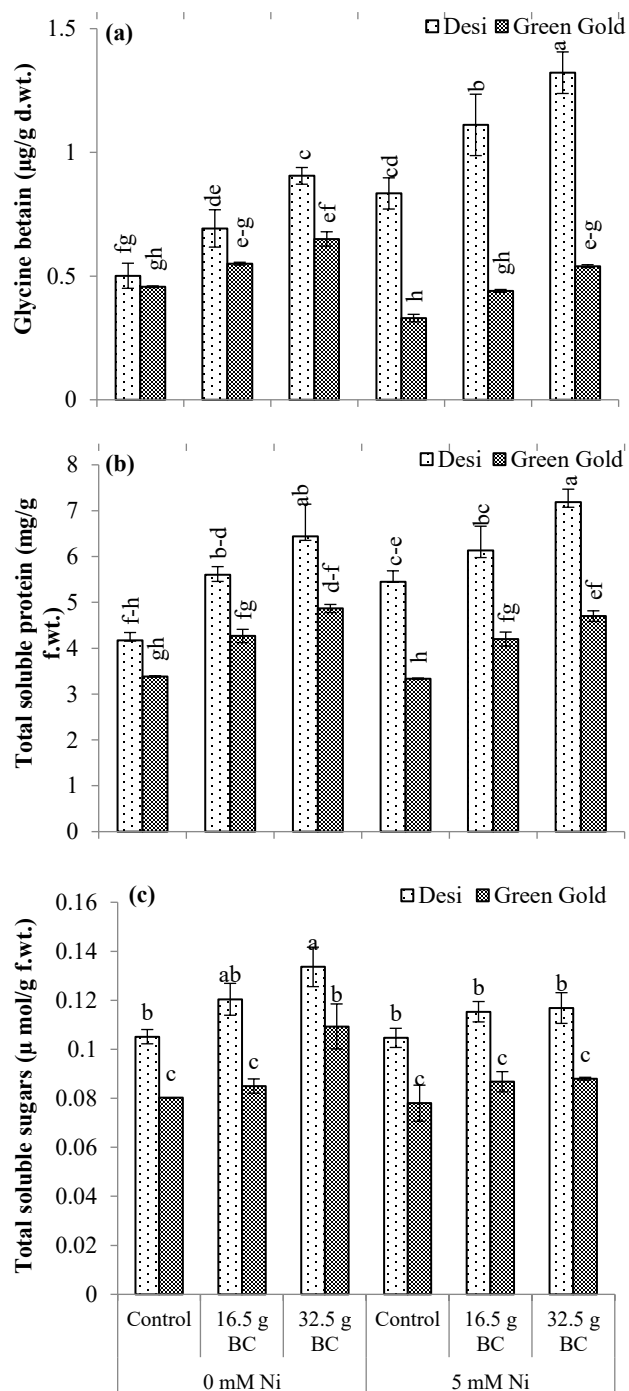 (a)
Desi Green Gold
Glycine betain (µg/g d.wt.)
1.5
1
0.5
0
fg gh de e-g c ef cd h b gh a e-g
(b)
Desi Green Gold
Total soluble protein (mg/g
f.wt.)
8
7
6
5
4
3
2
1
0
f-h gh b-d fg ab d-f c-e h bc fg a ef
(c)
Desi Green Gold
Total soluble sugars (µ mol/g f.wt.)
0.16
0.14
0.12
0.1
0.08
0.06
0.04
0.02
0
b c ab c a b b c b c b c
Control 16.5 g 32.5 g Control 16.5 g 32.5 g
BC BC BC BC
0 mM Ni 5 mM Ni